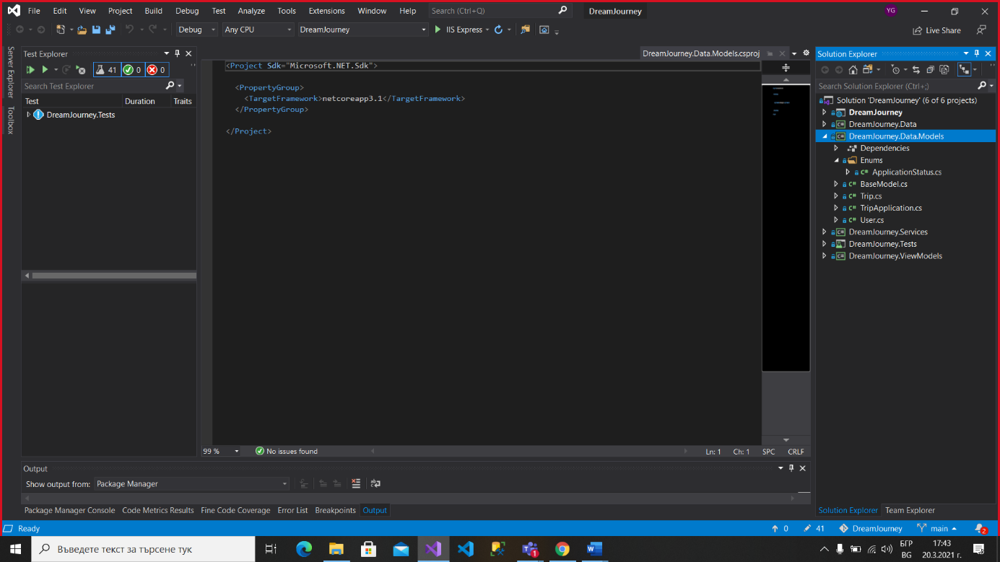 File Edit View Project Build Debug Test Analyze Tools Extensions Window Help Search (Ctrl+Q) DreamJourney YG
Debug Any CPU DreamJourney IIS Express Live Share
Server Explorer
Toolbox
Test Explorer
41 0 0
Search Test Explorer
Test Duration Traits
DreamJourney.Tests
DreamJourney.Data.Models.csproj
<Project Sdk="Microsoft.NET.Sdk">
<PropertyGroup>
<TargetFramework>netcoreapp3.1</TargetFramework>
</PropertyGroup>
</Project>
99 % No issues found Ln: 1 Ch: 1 SPC CRLF
Solution Explorer
Search Solution Explorer (Ctrl+;)
Solution 'DreamJourney' (6 of 6 projects)
DreamJourney
DreamJourney.Data
DreamJourney.Data.Models
Dependencies
Enums
C# ApplicationStatus.cs
C# BaseModel.cs
C# Trip.cs
C# TripApplication.cs
C# User.cs
DreamJourney.Services
DreamJourney.Tests
DreamJourney.ViewModels
Output
Show output from: Package Manager
Package Manager Console Code Metrics Results Fine Code Coverage Error List Breakpoints Output
Solution Explorer Team Explorer
Ready 0 41 DreamJourney main 2
Въведете текст за търсене тук
1
БГР
BG
17:43
20.3.2021 г.